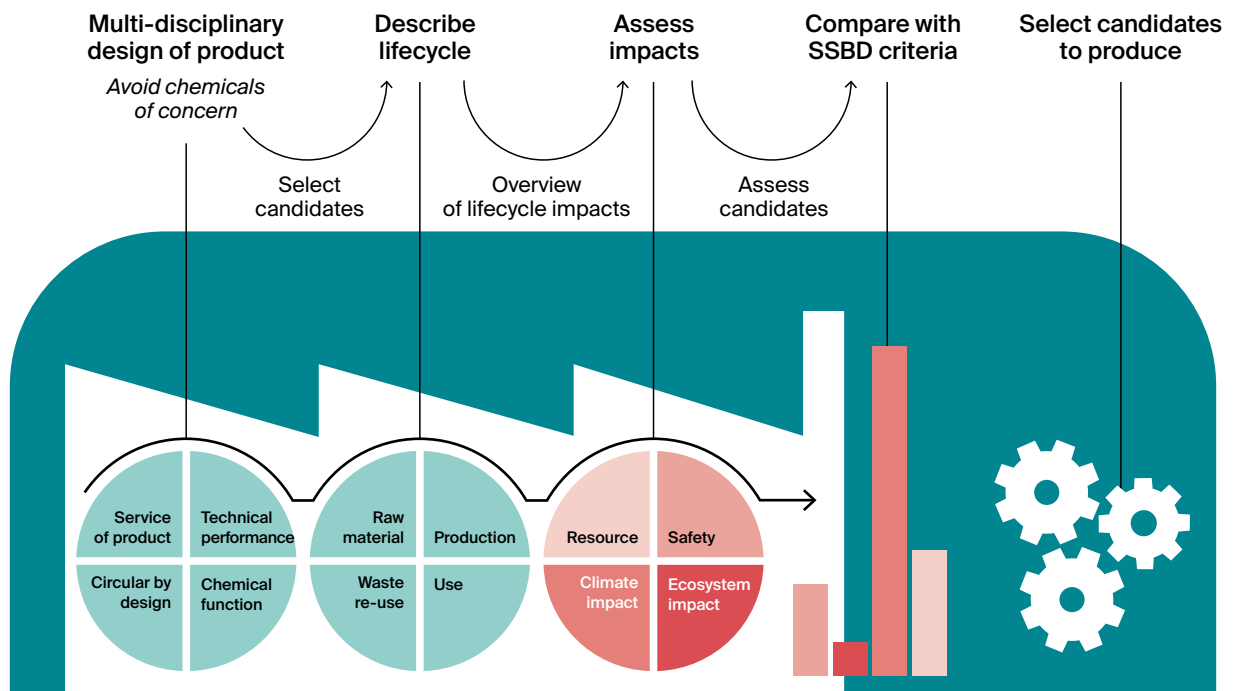 Multi-disciplinary
design of product
Avoid chemicals
of concern
Describe
lifecycle
Assess
impacts
Compare with
SSBD criteria
Select candidates
to produce
Select
candidates
Overview
of lifecycle impacts
Assess
candidates
Service
of product
Technical
performance
Circular by
design
Chemical
function
Raw
material
Production
Waste
re-use
Use
Resource
Safety
Climate
impact
Ecosystem
impact